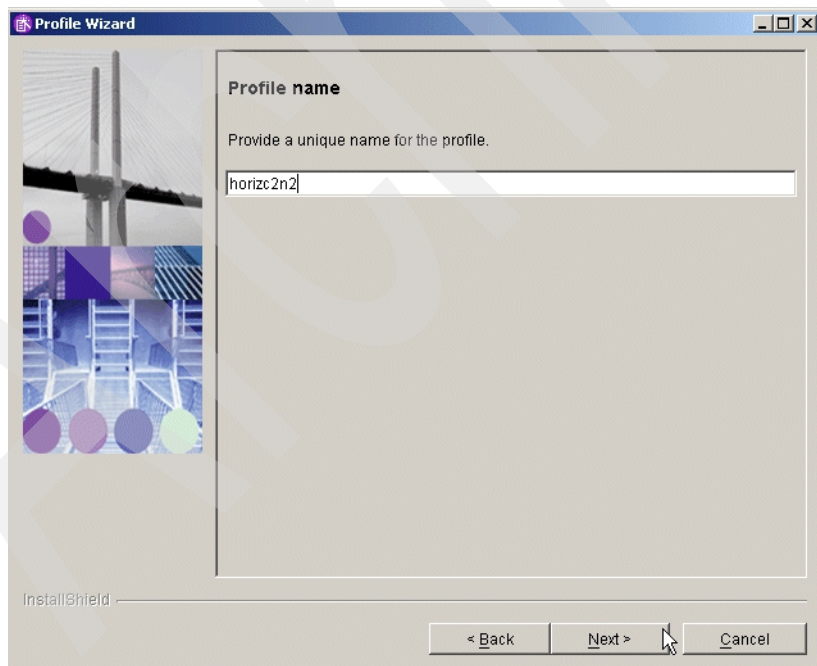 Profile Wizard
Profile name
Provide a unique name for the profile.
horizc2n2
InstallShield
< Back
Next >
Cancel